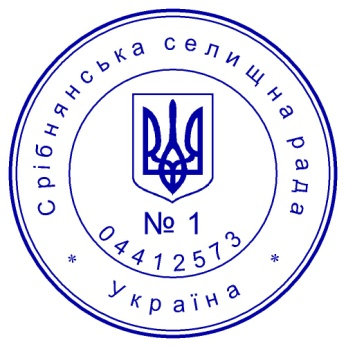 Срібнянська селищна рада
№ 1
04412573
* Україна *